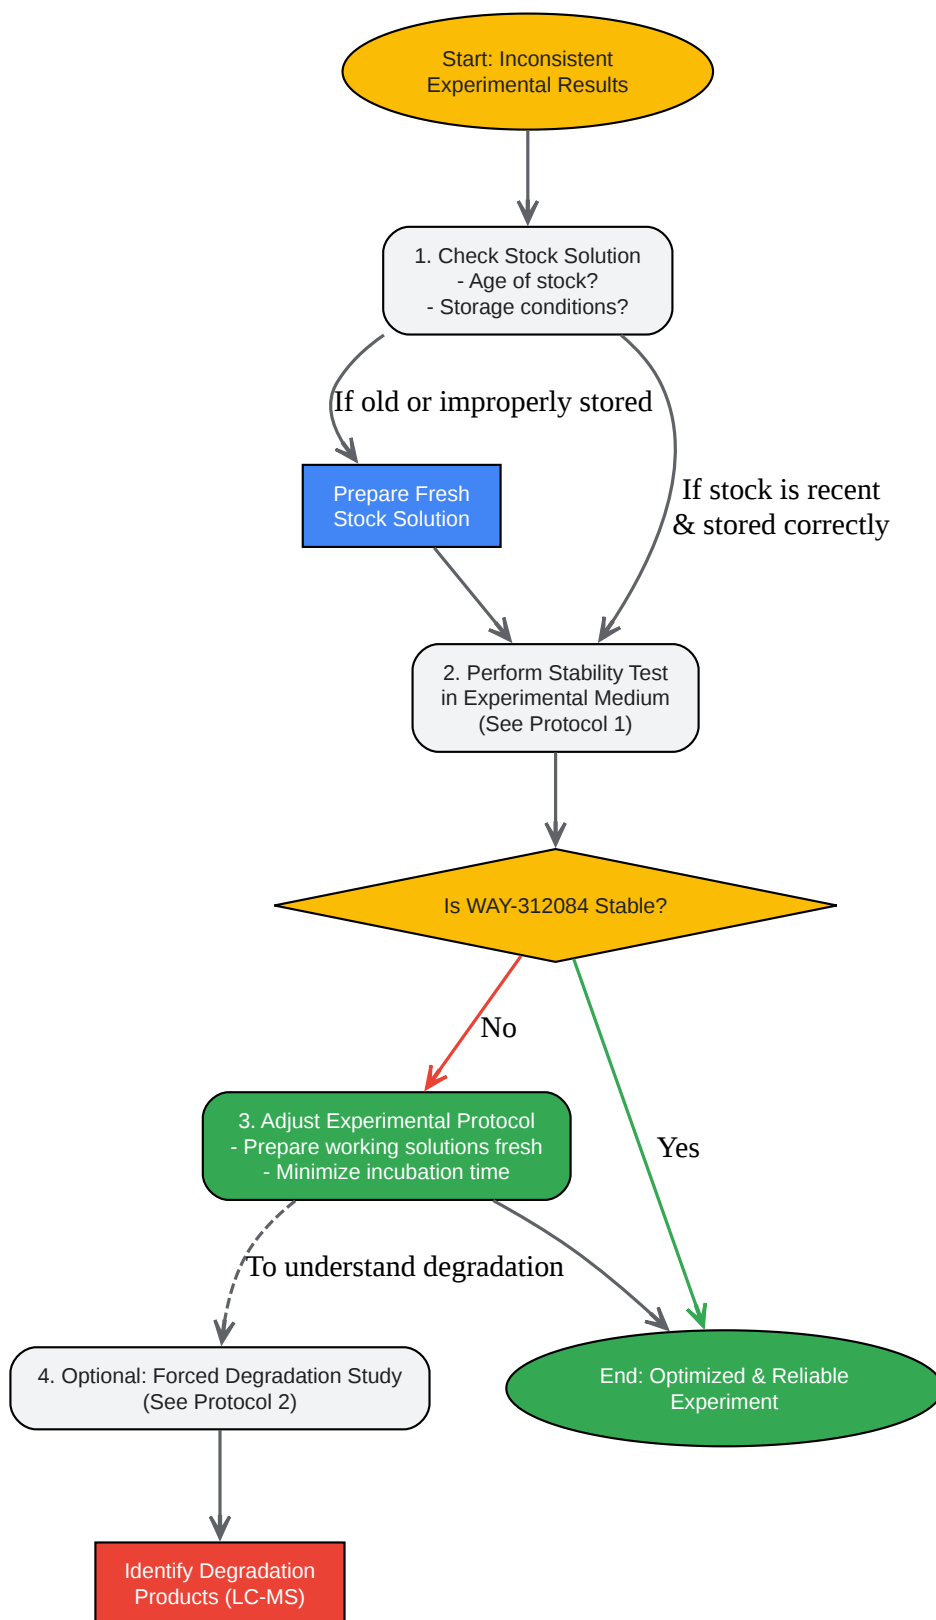 Start: Inconsistent
Experimental Results
1. Check Stock Solution
- Age of stock?
- Storage conditions?
If old or improperly stored
If stock is recent
& stored correctly
Prepare Fresh
Stock Solution
2. Perform Stability Test
in Experimental Medium
(See Protocol 1)
Is WAY-312084 Stable?
No
Yes
3. Adjust Experimental Protocol
- Prepare working solutions fresh
- Minimize incubation time
To understand degradation
4. Optional: Forced Degradation Study
(See Protocol 2)
End: Optimized & Reliable
Experiment
Identify Degradation
Products (LC-MS)